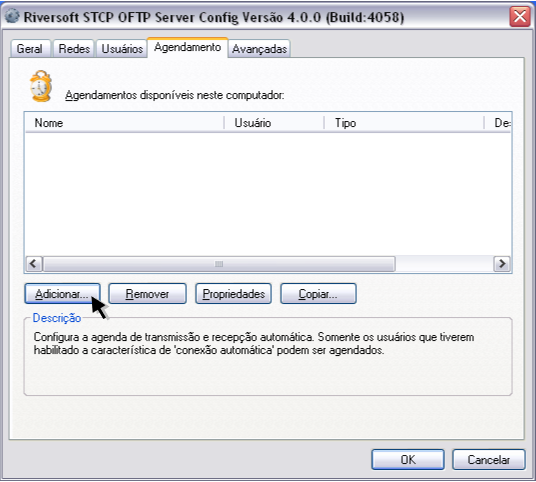 Riversoft STCP OFTP Server Config Versão 4.0.0 (Build:4058)
Geral Redes Usuários Agendamento Avançadas
Agendamentos disponíveis neste computador:
Nome Usuário Tipo De
Adicionar... Remover Propriedades Copiar...
Descrição
Configura a agenda de transmissão e recepção automática. Somente os usuários que tiverem
habilitado a característica de 'conexão automática' podem ser agendados.
OK Cancelar